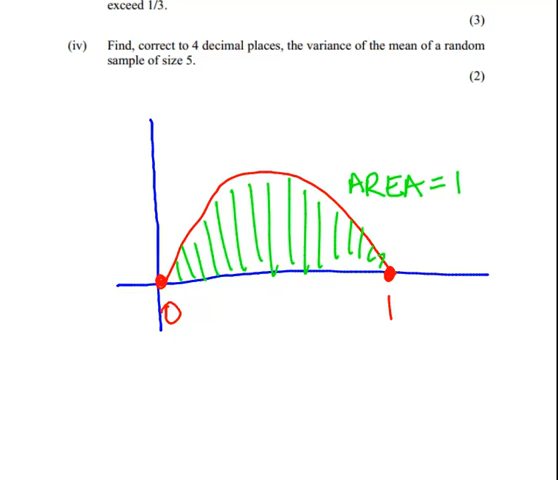 exceed 1/3.
(3)
(iv) Find, correct to 4 decimal places, the variance of the mean of a random
sample of size 5.
(2)
AREA = 1
0
1